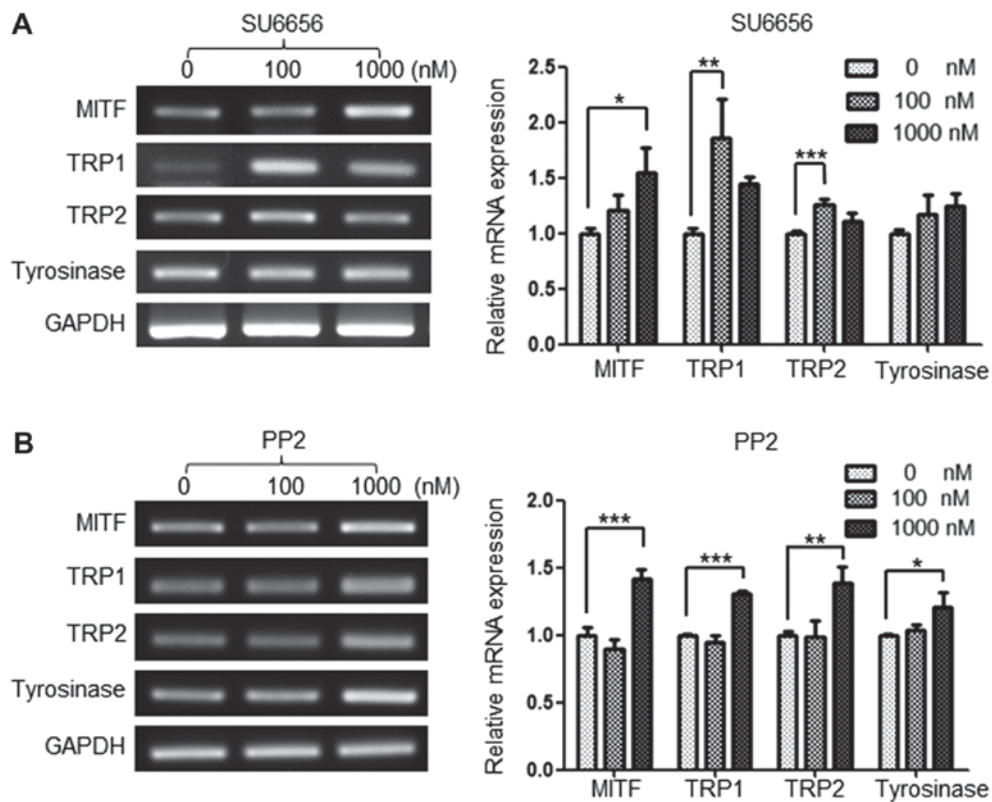 A
SU6656
0 100 1000 (nM)
MITF
TRP1
TRP2
Tyrosinase
GAPDH
SU6656
Relative mRNA expression
2.5
2.0
1.5
1.0
0.5
0.0
*
**
***
0 nM
100 nM
1000 nM
MITF TRP1 TRP2 Tyrosinase
B
PP2
0 100 1000 (nM)
MITF
TRP1
TRP2
Tyrosinase
GAPDH
PP2
Relative mRNA expression
2.0
1.5
1.0
0.5
0.0
***
***
**
*
0 nM
100 nM
1000 nM
MITF TRP1 TRP2 Tyrosinase